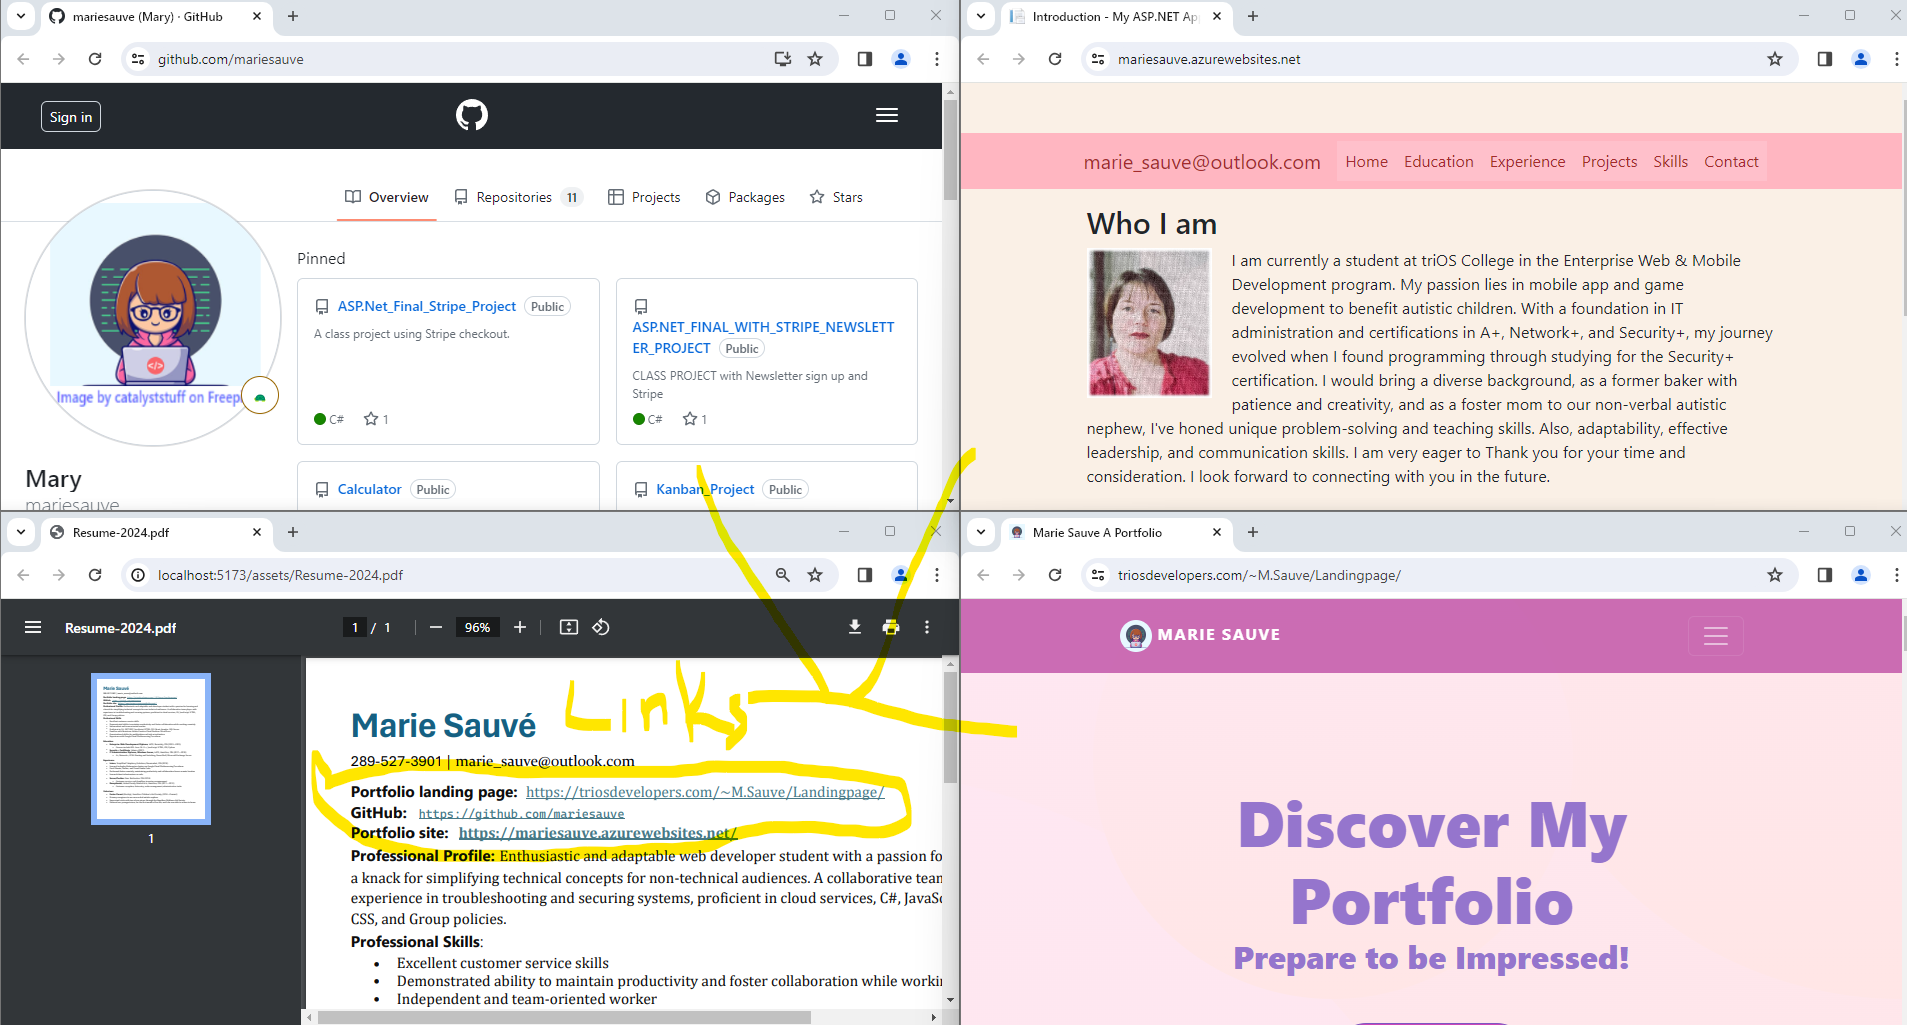 mariesauve (Mary) · GitHub
github.com/mariesauve
Sign in
Overview
Repositories 11
Projects
Packages
Stars
Image by catalyststuff on Freep
Mary
mariesauve
Pinned
ASP.Net_Final_Stripe_Project Public
A class project using Stripe checkout.
C# 1
ASP.NET_FINAL_WITH_STRIPE_NEWSLETT
ER_PROJECT Public
CLASS PROJECT with Newsletter sign up and
Stripe
C# 1
Calculator Public
Kanban_Project Public
Introduction - My ASP.NET Ap
mariesauve.azurewebsites.net
marie_sauve@outlook.com Home Education Experience Projects Skills Contact
Who I am
I am currently a student at triOS College in the Enterprise Web & Mobile
Development program. My passion lies in mobile app and game
development to benefit autistic children. With a foundation in IT
administration and certifications in A+, Network+, and Security+, my journey
evolved when I found programming through studying for the Security+
certification. I would bring a diverse background, as a former baker with
patience and creativity, and as a foster mom to our non-verbal autistic
nephew, I've honed unique problem-solving and teaching skills. Also, adaptability, effective
leadership, and communication skills. I am very eager to Thank you for your time and
consideration. I look forward to connecting with you in the future.
Resume-2024.pdf
localhost:5173/assets/Resume-2024.pdf
Resume-2024.pdf
1 / 1
96%
1
Links
Marie Sauvé
289-527-3901 | marie_sauve@outlook.com
Portfolio landing page: https://triosdevelopers.com/~M.Sauve/Landingpage/
GitHub: https://github.com/mariesauve
Portfolio site: https://mariesauve.azurewebsites.net/
Professional Profile: Enthusiastic and adaptable web developer student with a passion fo
a knack for simplifying technical concepts for non-technical audiences. A collaborative tean
experience in troubleshooting and securing systems, proficient in cloud services, C#, JavaSc
CSS, and Group policies.
Professional Skills:
• Excellent customer service skills
• Demonstrated ability to maintain productivity and foster collaboration while workin
• Independent and team-oriented worker
Marie Sauve A Portfolio
triosdevelopers.com/~M.Sauve/Landingpage/
MARIE SAUVE
Discover My
Portfolio
Prepare to be Impressed!